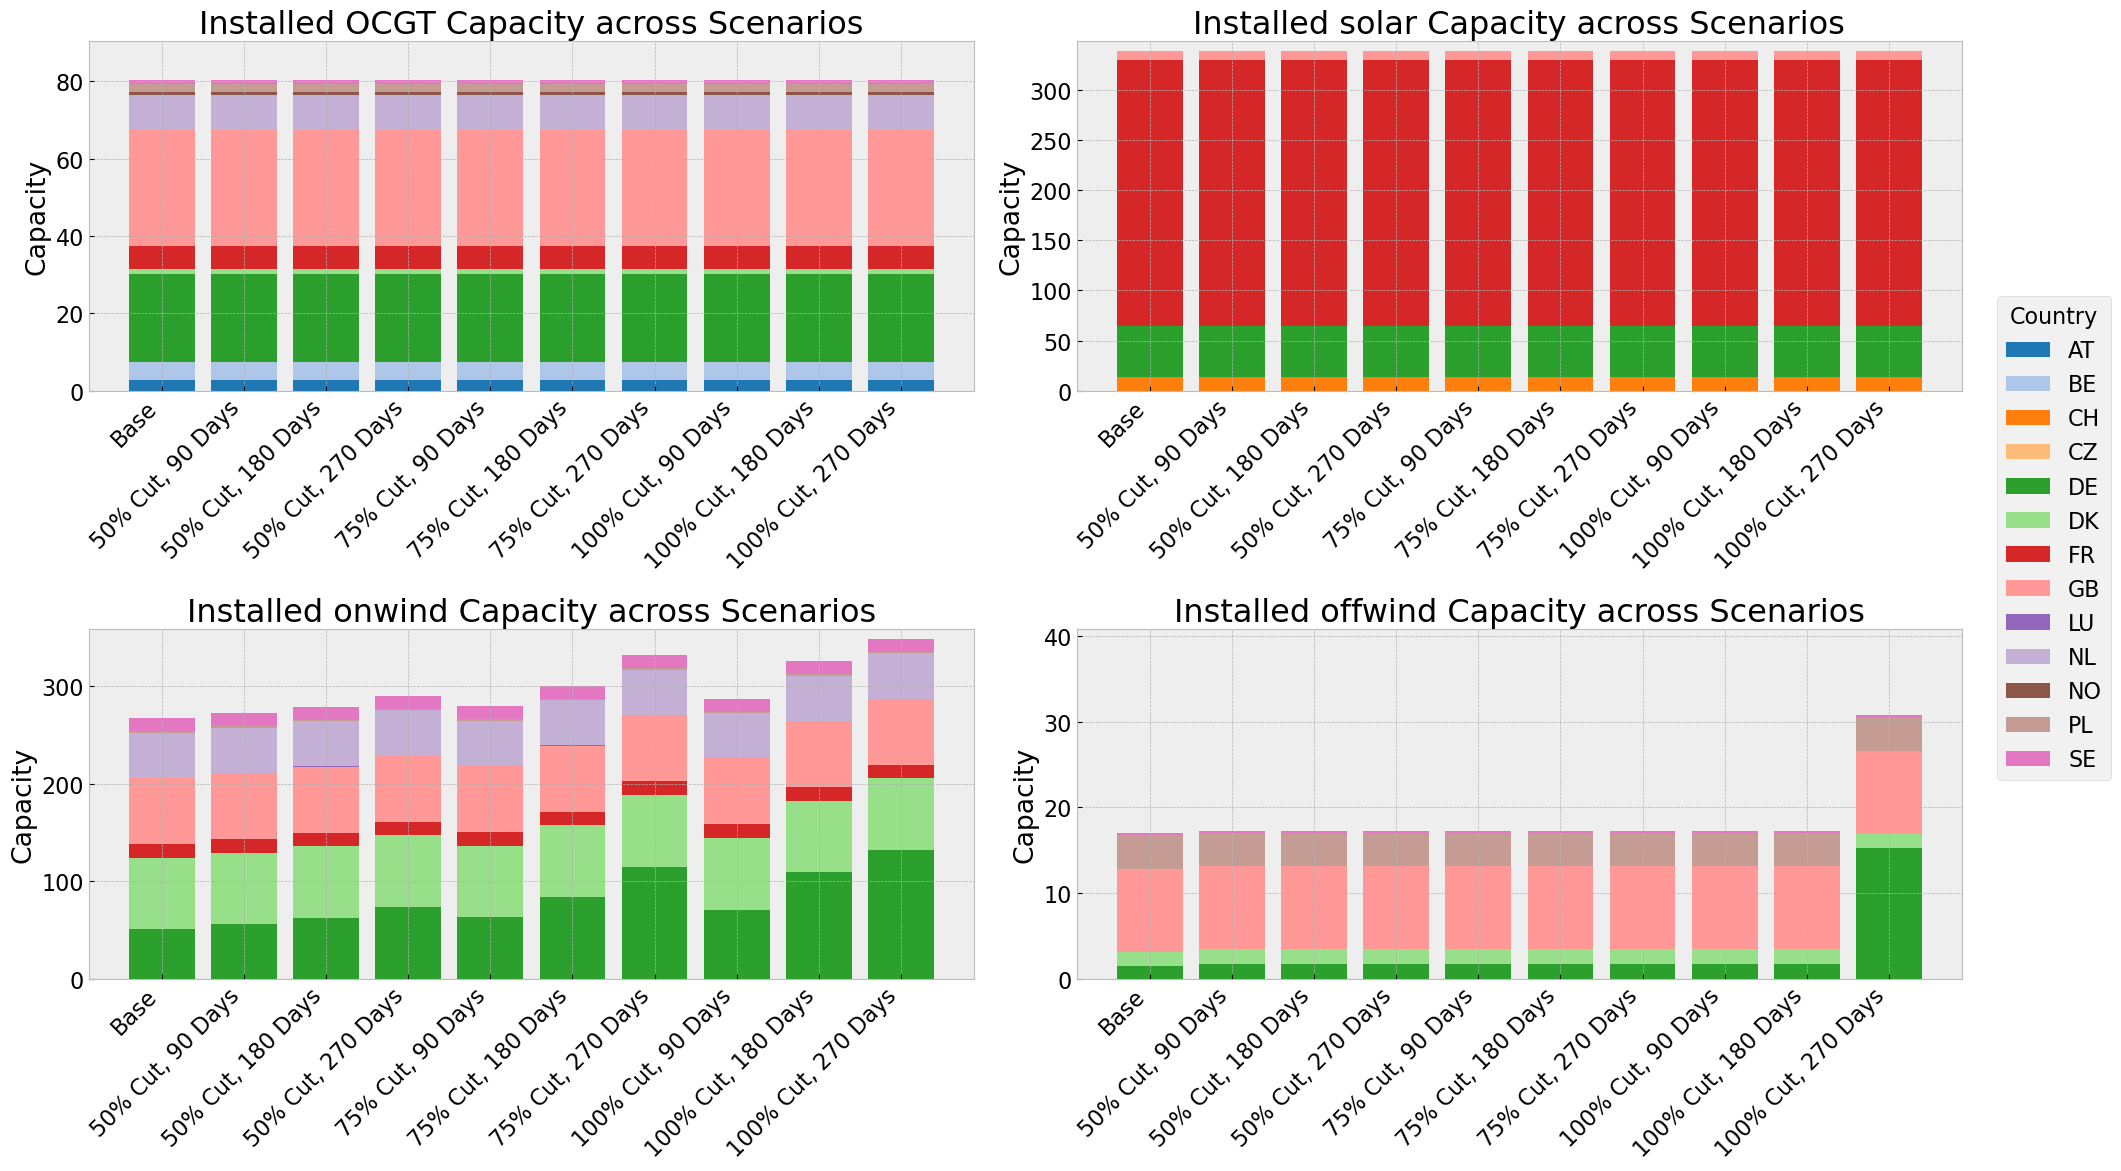 Installed OCGT Capacity across Scenarios
Capacity
80
60
40
20
0
Base
50% Cut, 90 Days
50% Cut, 180 Days
50% Cut, 270 Days
75% Cut, 90 Days
75% Cut, 180 Days
75% Cut, 270 Days
100% Cut, 90 Days
100% Cut, 180 Days
100% Cut, 270 Days
Installed solar Capacity across Scenarios
Capacity
300
250
200
150
100
50
0
Base
50% Cut, 90 Days
50% Cut, 180 Days
50% Cut, 270 Days
75% Cut, 90 Days
75% Cut, 180 Days
75% Cut, 270 Days
100% Cut, 90 Days
100% Cut, 180 Days
100% Cut, 270 Days
Installed onwind Capacity across Scenarios
Capacity
300
200
100
0
Base
50% Cut, 90 Days
50% Cut, 180 Days
50% Cut, 270 Days
75% Cut, 90 Days
75% Cut, 180 Days
75% Cut, 270 Days
100% Cut, 90 Days
100% Cut, 180 Days
100% Cut, 270 Days
Installed offwind Capacity across Scenarios
Capacity
40
30
20
10
0
Base
50% Cut, 90 Days
50% Cut, 180 Days
50% Cut, 270 Days
75% Cut, 90 Days
75% Cut, 180 Days
75% Cut, 270 Days
100% Cut, 90 Days
100% Cut, 180 Days
100% Cut, 270 Days
Country
AT
BE
CH
CZ
DE
DK
FR
GB
LU
NL
NO
PL
SE